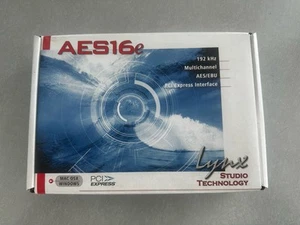 AES16e
192 kHz
Multichannel
AES/EBU
PCI Express Interface
Lynx
STUDIO
TECHNOLOGY
MAC OSX
WINDOWS
PCI
EXPRESS